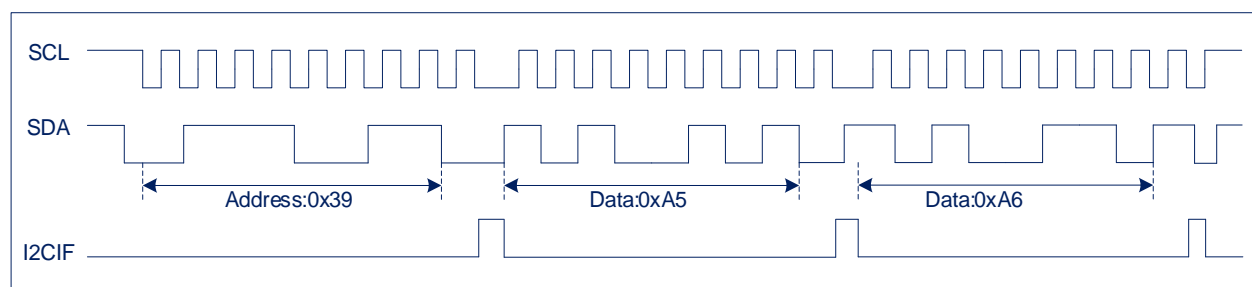 SCL
SDA
Address:0x39 Data:0xA5 Data:0xA6
I2CIF